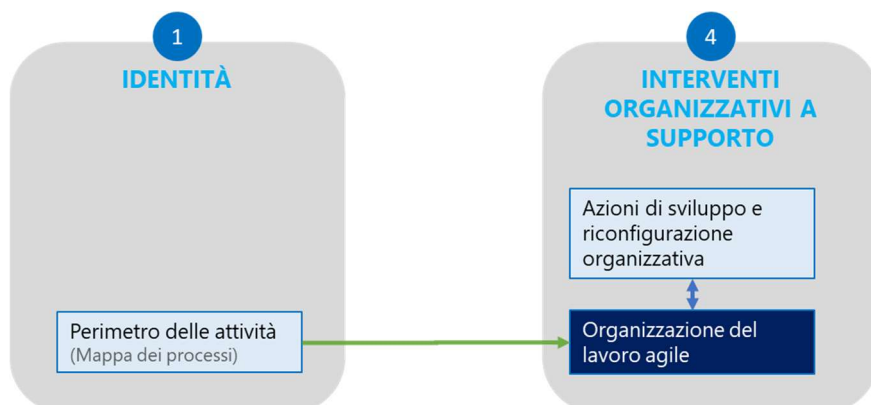 1
IDENTITÀ
Perimetro delle attività
(Mappa dei processi)
4
INTERVENTI
ORGANIZZATIVI A
SUPPORTO
Azioni di sviluppo e
riconfigurazione
organizzativa
Organizzazione del
lavoro agile